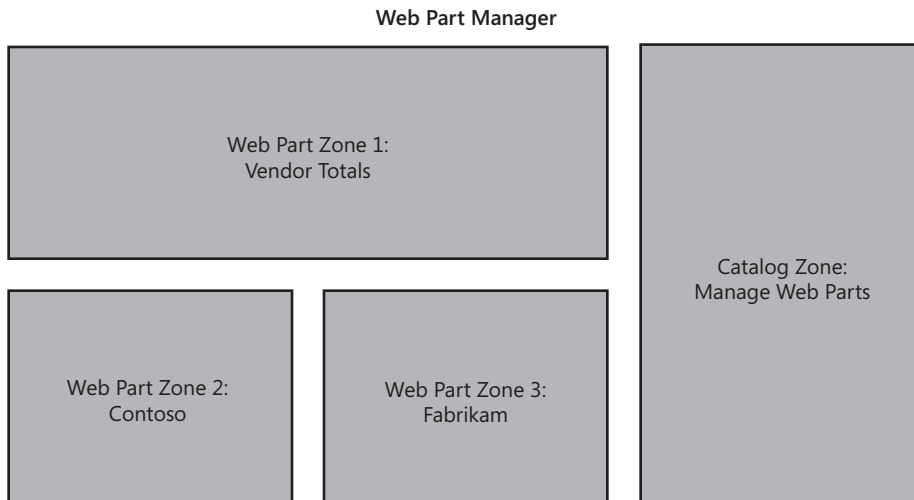 Web Part Manager
Web Part Zone 1:
Vendor Totals
Catalog Zone:
Manage Web Parts
Web Part Zone 2:
Contoso
Web Part Zone 3:
Fabrikam